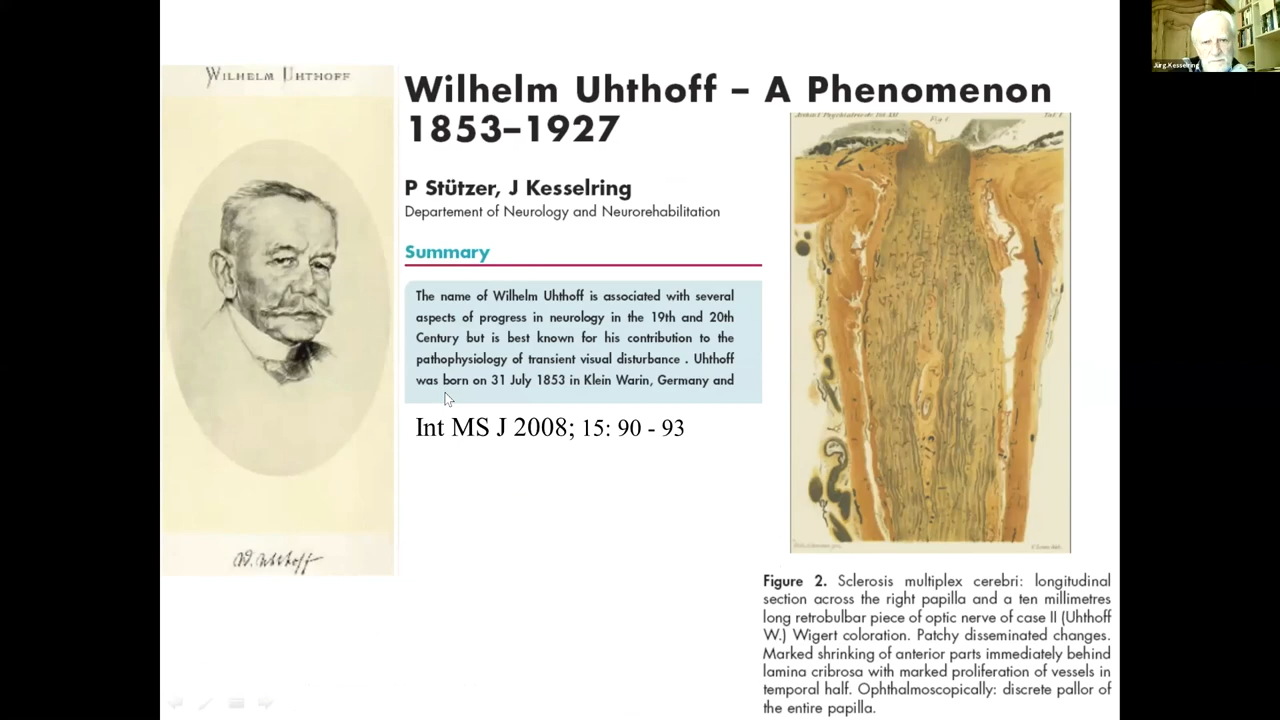 WILHELM UHTHOFF
W. Uhthoff
Wilhelm Uhthoff – A Phenomenon
1853–1927
P Stützer, J Kesselring
Departement of Neurology and Neurorehabilitation
Summary
The name of Wilhelm Uhthoff is associated with several
aspects of progress in neurology in the 19th and 20th
Century but is best known for his contribution to the
pathophysiology of transient visual disturbance . Uhthoff
was born on 31 July 1853 in Klein Warin, Germany and
Int MS J 2008; 15: 90 - 93
Fig 1.
Figure 2. Sclerosis multiplex cerebri: longitudinal
section across the right papilla and a ten millimetres
long retrobulbar piece of optic nerve of case II (Uhthoff
W.) Wigert coloration. Patchy disseminated changes.
Marked shrinking of anterior parts immediately behind
lamina cribrosa with marked proliferation of vessels in
temporal half. Ophthalmoscopically: discrete pallor of
the entire papilla.
Jürg Kesselring